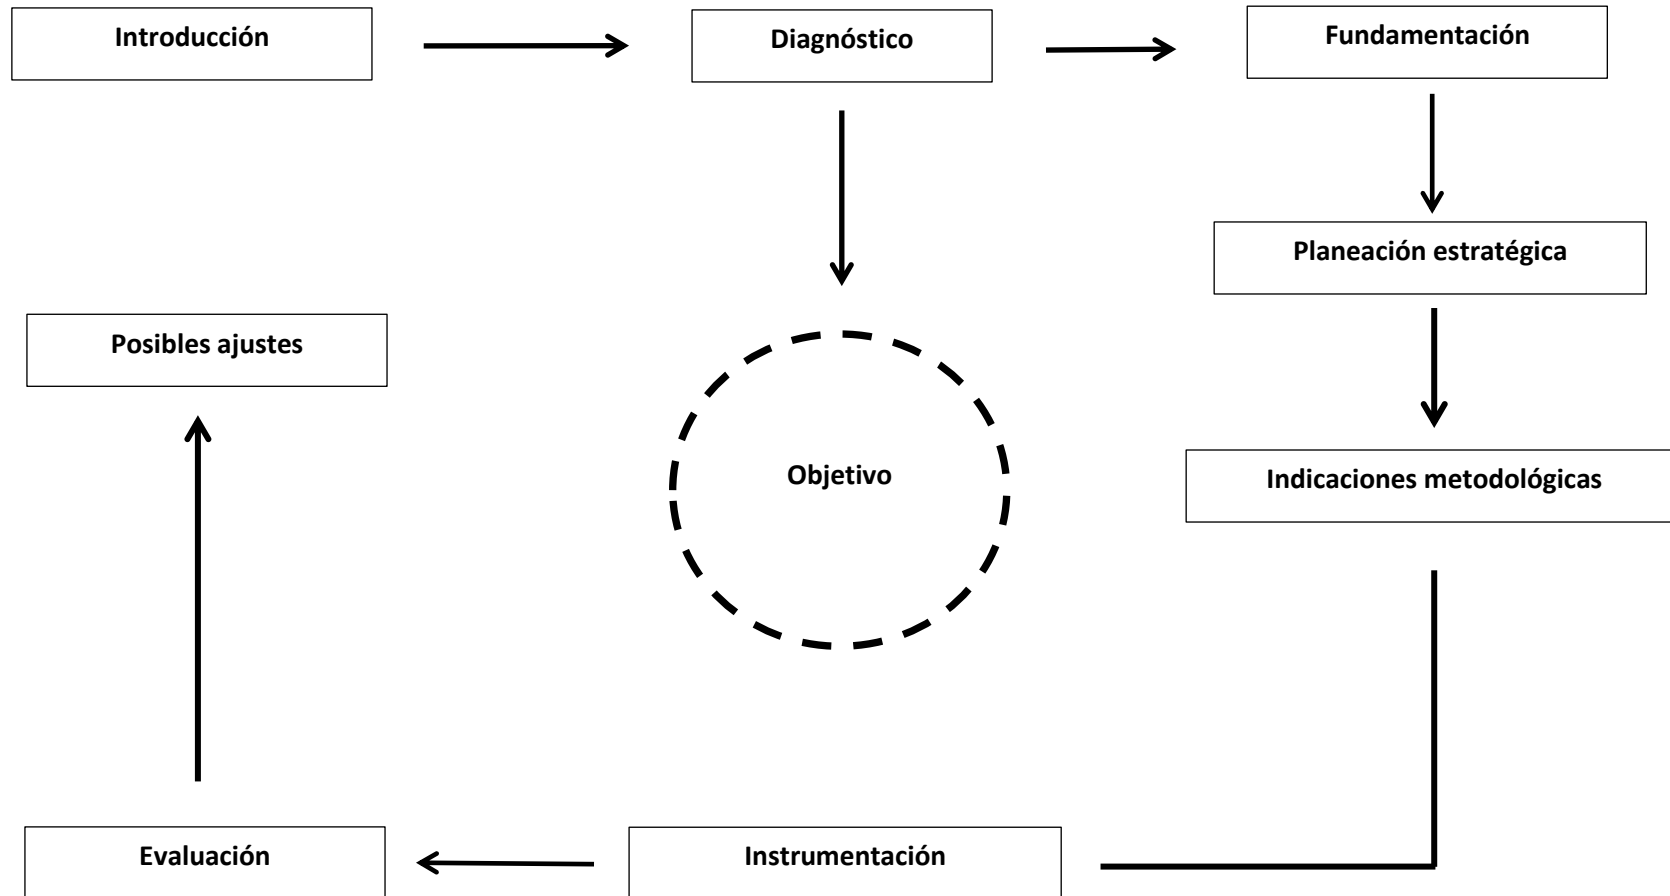 Introducción
Diagnóstico
Fundamentación
Planeación estratégica
Posibles ajustes
Objetivo
Indicaciones metodológicas
Evaluación
Instrumentación